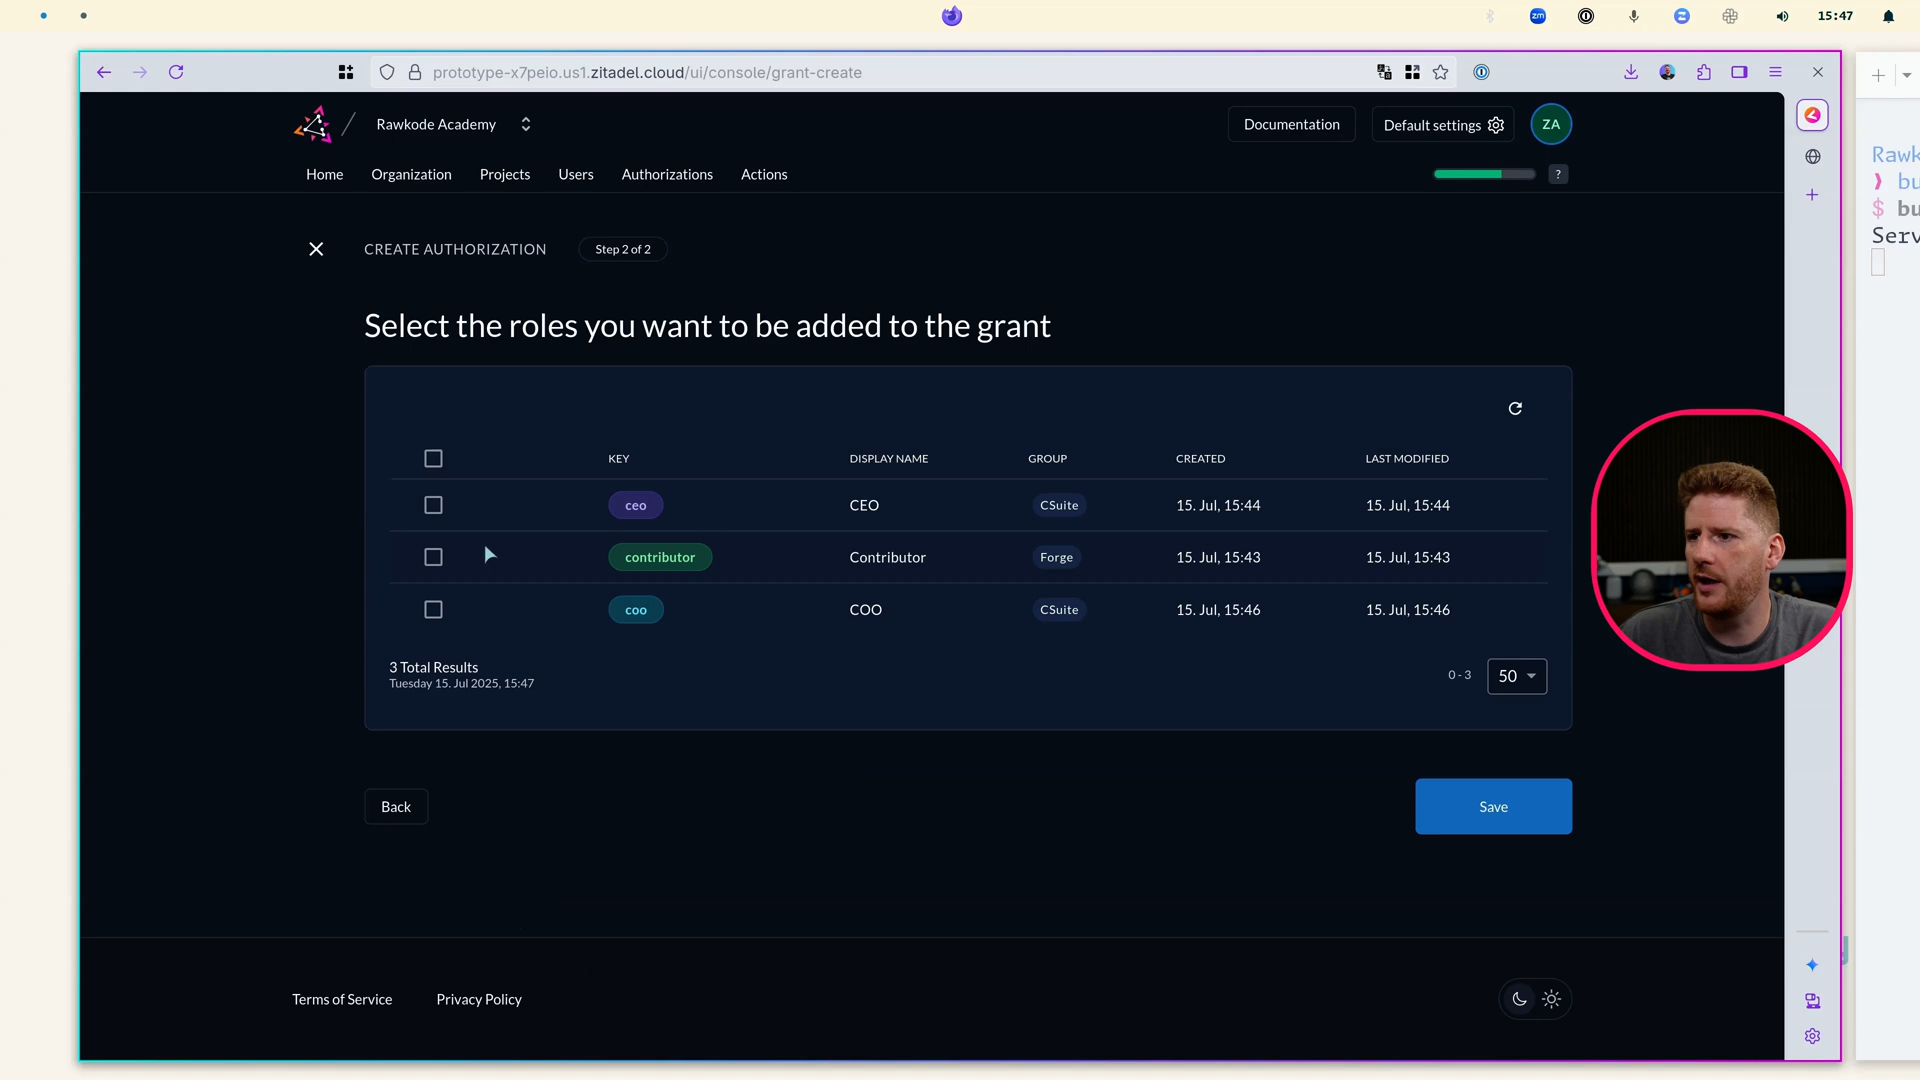 zm
15:47
prototype-x7peio.us1.zitadel.cloud/ui/console/grant-create
Rawkode Academy
Documentation
Default settings
ZA
Home
Organization
Projects
Users
Authorizations
Actions
?
CREATE AUTHORIZATION
Step 2 of 2
Select the roles you want to be added to the grant
KEY
DISPLAY NAME
GROUP
CREATED
LAST MODIFIED
ceo
CEO
CSuite
15. Jul, 15:44
15. Jul, 15:44
contributor
Contributor
Forge
15. Jul, 15:43
15. Jul, 15:43
coo
COO
CSuite
15. Jul, 15:46
15. Jul, 15:46
3 Total Results
Tuesday 15. Jul 2025, 15:47
0 - 3
50
Back
Save
Terms of Service
Privacy Policy
Rawk
❯ bu
$ bu
Serv